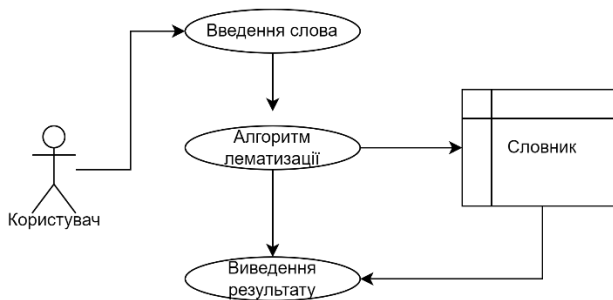 Введення слова
Алгоритм
лематизації
Словник
Користувач
Виведення
результату